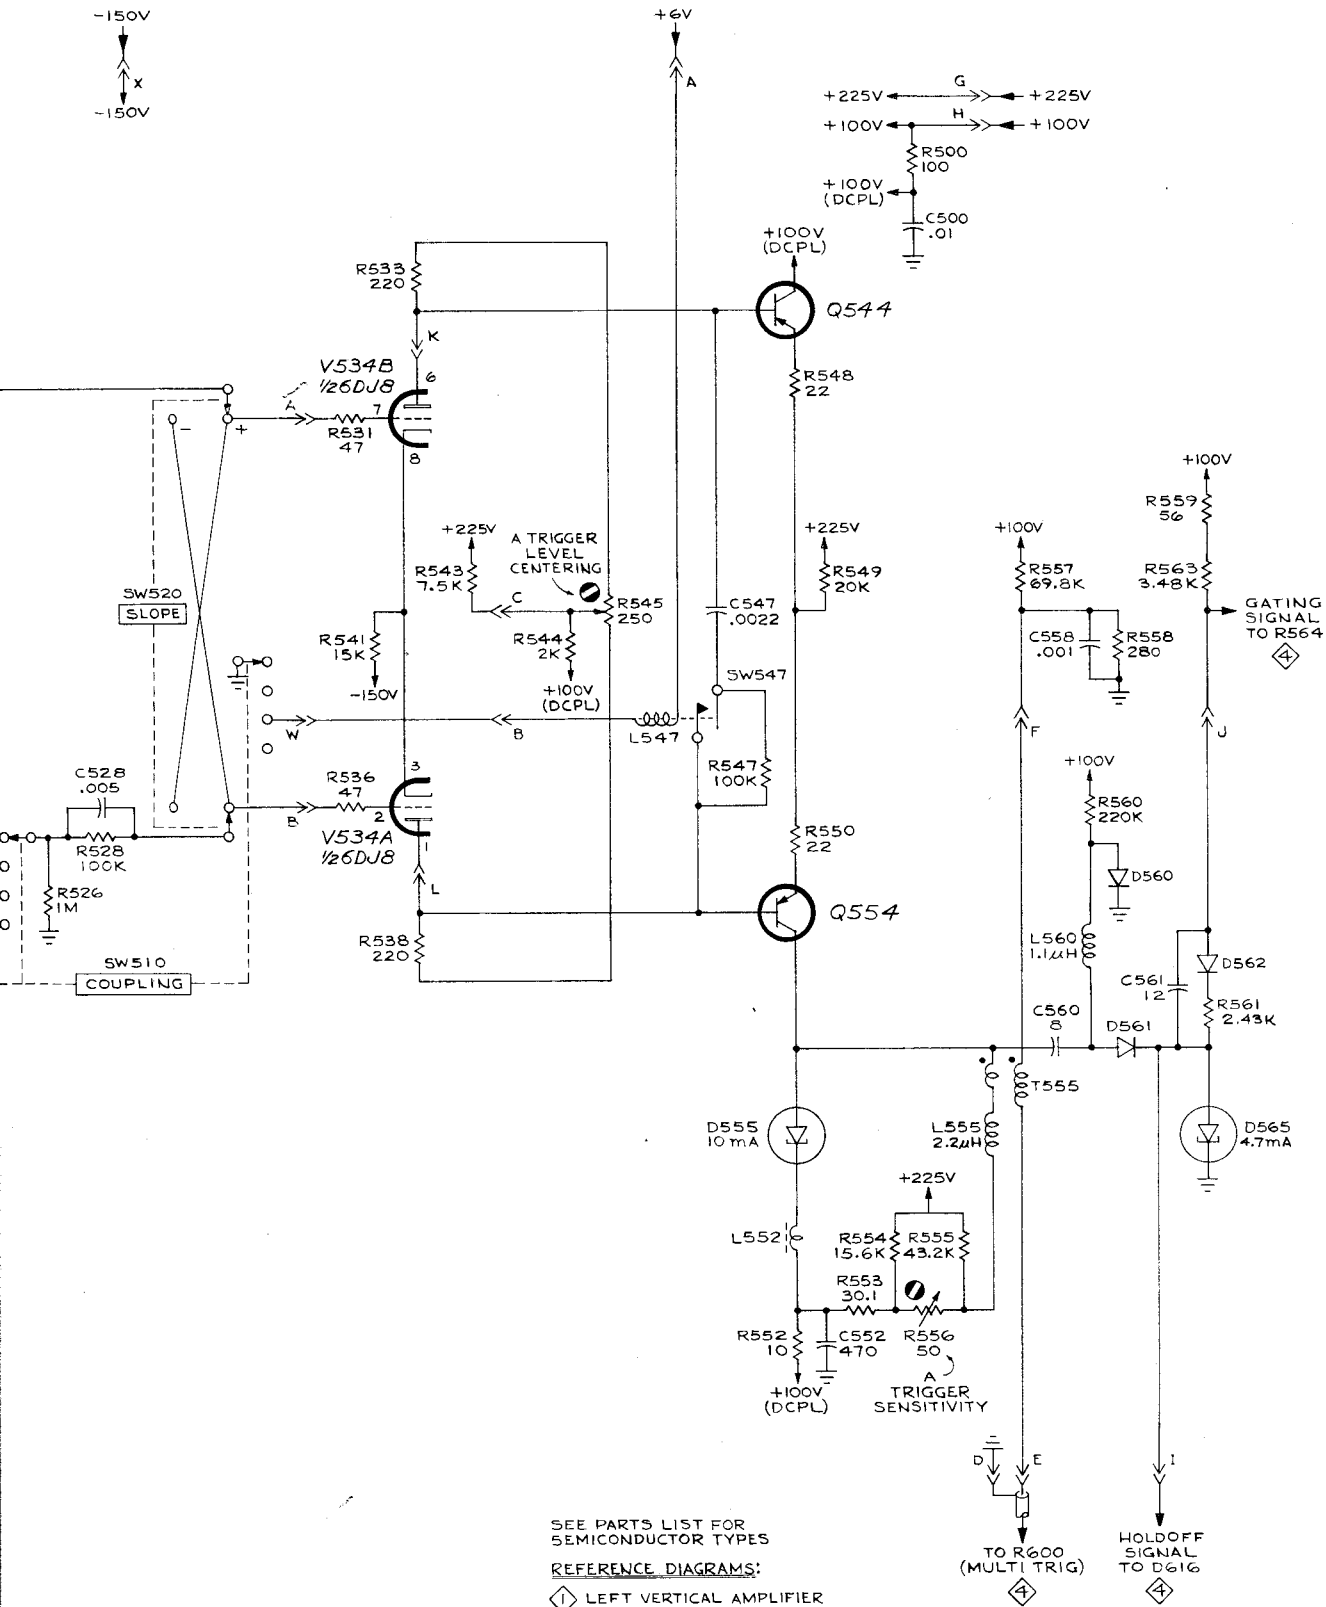 -150V
X
-150V
+6V
A
+225V
G
+225V
+100V
H
+100V
R500
100
+100V
(DCPL)
C500
.01
+100V
(DCPL)
R533
220
Q544
K
V534B
1/2 6DJ8
6
R548
22
A
7
-
+
R531
47
8
+100V
R559
56
+225V
A TRIGGER
LEVEL
CENTERING
+225V
+100V
R543
7.5K
C
R549
20K
R557
69.8K
R563
3.48K
SW520
SLOPE
R545
250
C547
.0022
GATING
SIGNAL
TO R564
4
R541
15K
R544
2K
C558
.001
R558
280
-150V
+100V
(DCPL)
SW547
W
B
L547
F
J
R547
100K
+100V
C528
.005
R536
47
3
R560
220K
B
2
R528
100K
V534A
1/2 6DJ8
1
R550
22
D560
R526
1M
L
Q554
R538
220
L560
1.1µH
SW510
COUPLING
C561
12
D562
C560
8
D561
R561
2.43K
T555
D555
10mA
L555
2.2µH
D565
4.7mA
+225V
L552
R554
15.6K
R555
43.2K
R553
30.1
R552
10
C552
470
R556
50
+100V
(DCPL)
A
TRIGGER
SENSITIVITY
D
E
I
SEE PARTS LIST FOR
SEMICONDUCTOR TYPES
REFERENCE DIAGRAMS:
1 LEFT VERTICAL AMPLIFIER
TO R600
(MULTI TRIG)
4
HOLDOFF
SIGNAL
TO D616
4